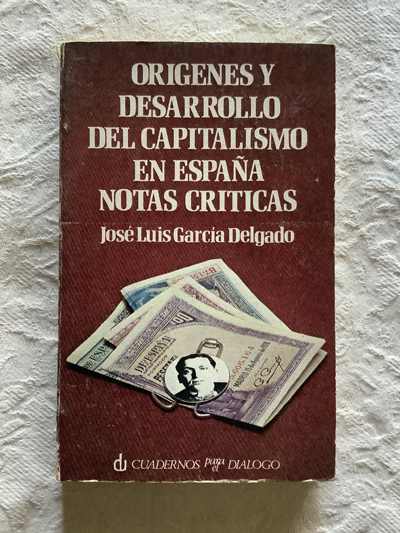 ORIGENES Y
DESARROLLO
DEL CAPITALISMO
EN ESPAÑA
NOTAS CRITICAS
José Luis García Delgado
CUADERNOS para el DIALOGO